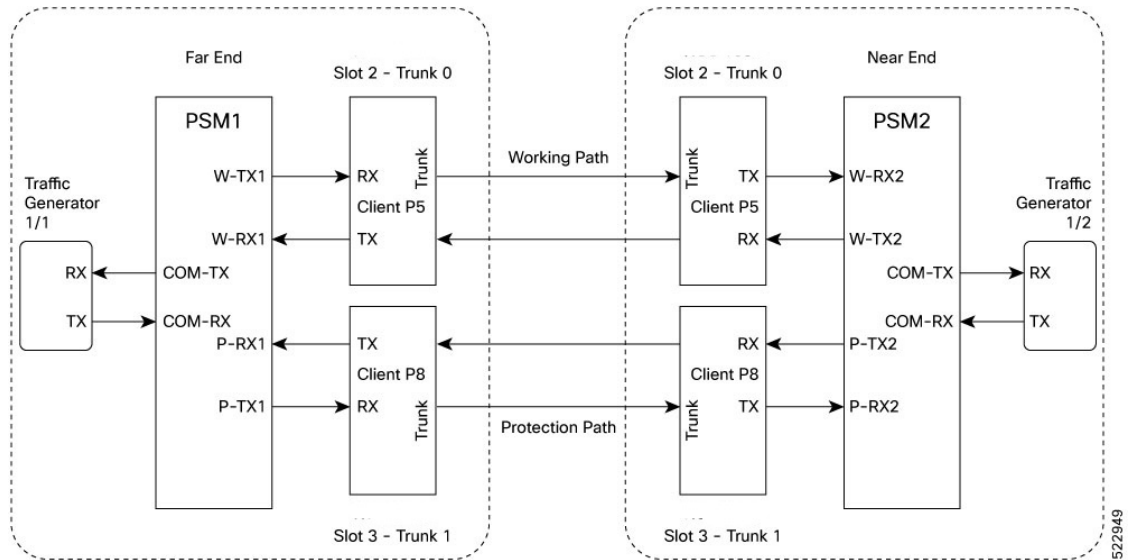 Far End
Slot 2 - Trunk 0
PSM1
Traffic
Generator
1/1
RX
TX
W-TX1
W-RX1
COM-TX
COM-RX
P-RX1
P-TX1
RX
Trunk
Client P5
TX
TX
Client P8
RX
Trunk
Slot 3 - Trunk 1
Working Path
Protection Path
Slot 2 - Trunk 0
Near End
Trunk
TX
Client P5
RX
RX
Client P8
Trunk
TX
Slot 3 - Trunk 1
PSM2
W-RX2
W-TX2
COM-TX
COM-RX
P-TX2
P-RX2
Traffic
Generator
1/2
RX
TX
522949